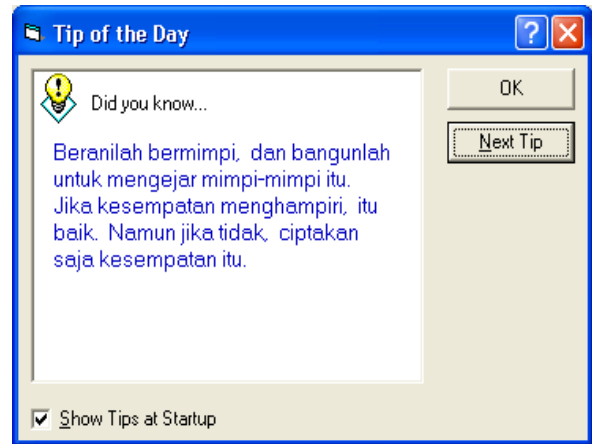 Tip of the Day
Did you know...
Beranilah bermimpi, dan bangunlah
untuk mengejar mimpi-mimpi itu.
Jika kesempatan menghampiri, itu
baik. Namun jika tidak, ciptakan
saja kesempatan itu.
OK
Next Tip
Show Tips at Startup